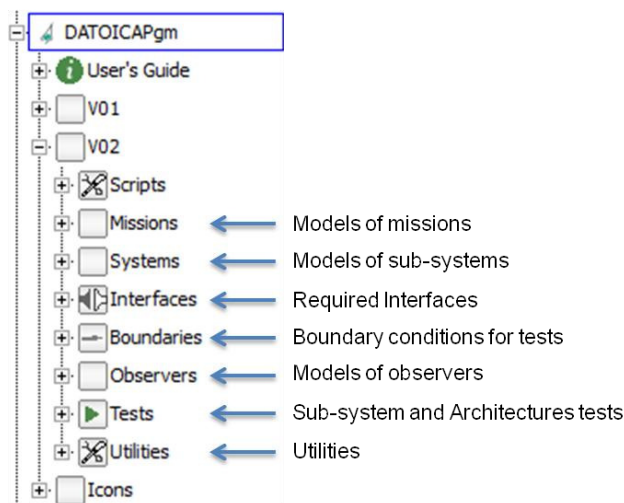 DATOICAPgm
User's Guide
V01
V02
Scripts
Missions Models of missions
Systems Models of sub-systems
Interfaces Required Interfaces
Boundaries Boundary conditions for tests
Observers Models of observers
Tests Sub-system and Architectures tests
Utilities Utilities
Icons